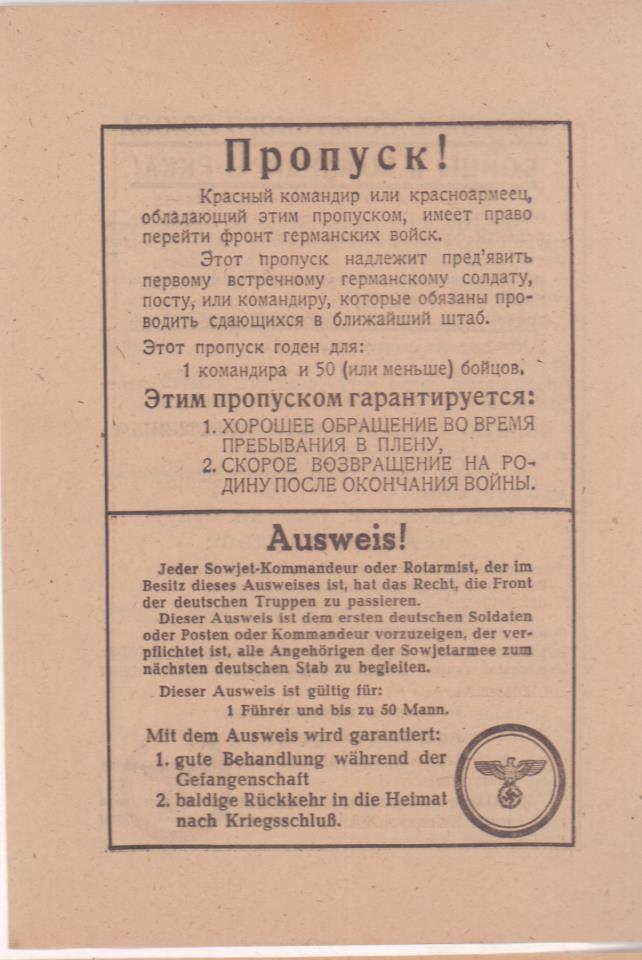 Пропуск!
Красный командир или красноармеец,
обладающий этим пропуском, имеет право
перейти фронт германских войск.
Этот пропуск надлежит пред’явить
первому встречному германскому солдату,
посту, или командиру, которые обязаны про-
водить сдающихся в ближайший штаб.
Этот пропуск годен для:
1 командира и 50 (или меньше) бойцов.
Этим пропуском гарантируется:
1. ХОРОШЕЕ ОБРАЩЕНИЕ ВО ВРЕМЯ
ПРЕБЫВАНИЯ В ПЛЕНУ,
2. СКОРОЕ ВОЗВРАЩЕНИЕ НА РО-
ДИНУ ПОСЛЕ ОКОНЧАНИЯ ВОЙНЫ.
Ausweis!
Jeder Sowjet-Kommandeur oder Rotarmist, der im
Besitz dieses Ausweises ist, hat das Recht, die Front
der deutschen Truppen zu passieren.
Dieser Ausweis ist dem ersten deutschen Soldaten
oder Posten oder Kommandeur vorzuzeigen, der ver-
pflichtet ist, alle Angehörigen der Sowjetarmee zum
nächsten deutschen Stab zu begleiten.
Dieser Ausweis ist gültig für:
1 Führer und bis zu 50 Mann.
Mit dem Ausweis wird garantiert:
1. gute Behandlung während der
Gefangenschaft
2. baldige Rückkehr in die Heimat
nach Kriegsschluß.